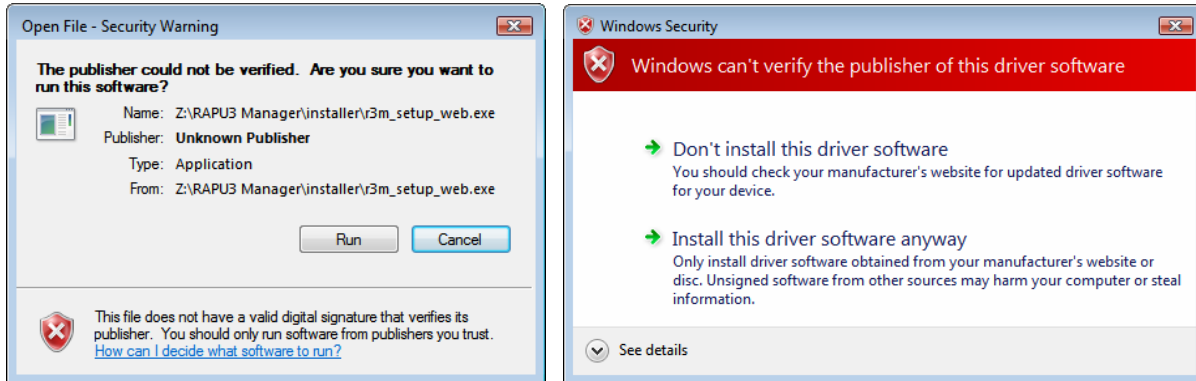 Open File - Security Warning
The publisher could not be verified.  Are you sure you want to
run this software?
Name: Z:\RAPU3 Manager\installer\r3m_setup_web.exe
Publisher: Unknown Publisher
Type: Application
From: Z:\RAPU3 Manager\installer\r3m_setup_web.exe
Run
Cancel
This file does not have a valid digital signature that verifies its
publisher.  You should only run software from publishers you trust.
How can I decide what software to run?
Windows Security
Windows can't verify the publisher of this driver software
Don't install this driver software
You should check your manufacturer's website for updated driver software
for your device.
Install this driver software anyway
Only install driver software obtained from your manufacturer's website or
disc. Unsigned software from other sources may harm your computer or steal
information.
See details